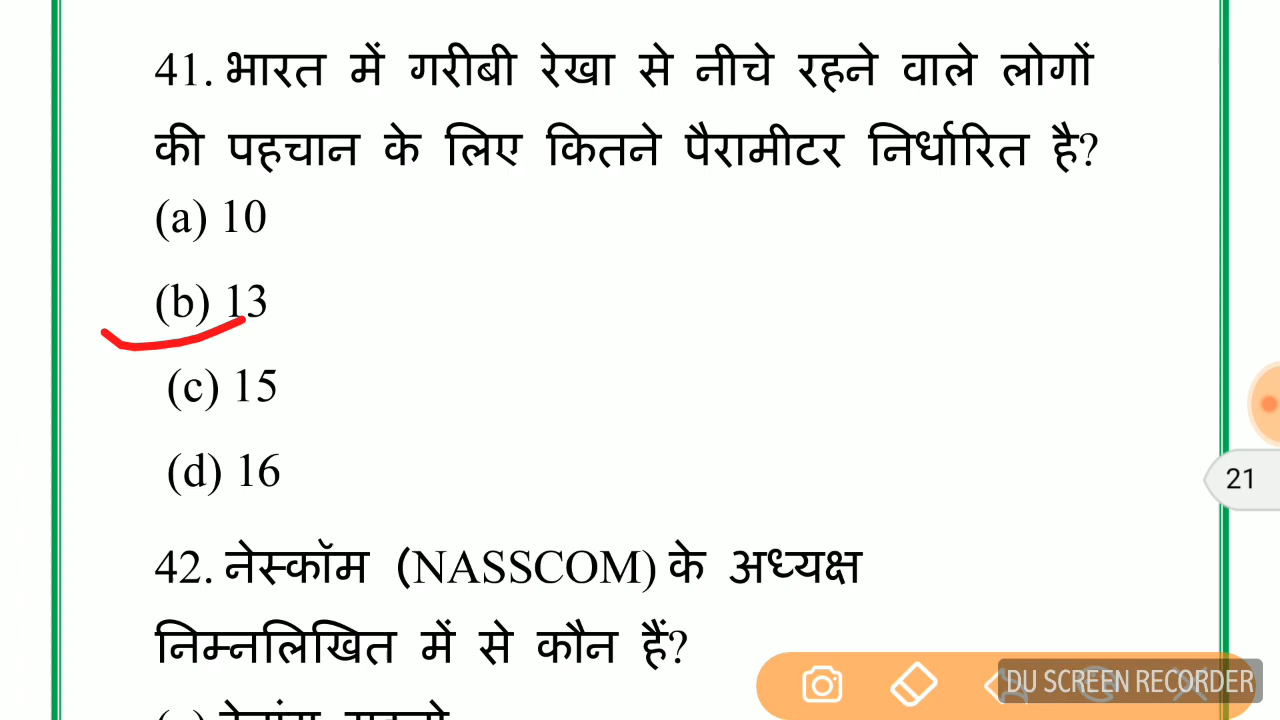 41. भारत में गरीबी रेखा से नीचे रहने वाले लोगों
की पहचान के लिए कितने पैरामीटर निर्धारित है?
(a) 10
(b) 13
(c) 15
(d) 16
21
42. नेस्कॉम (NASSCOM) के अध्यक्ष
निम्नलिखित में से कौन हैं?
DU SCREEN RECORDER